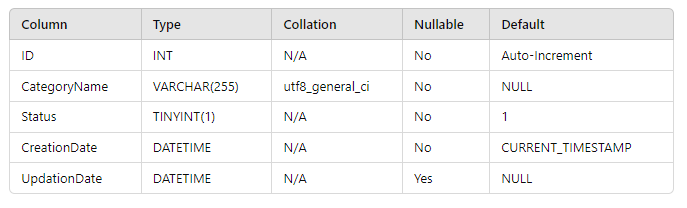 Column Type Collation Nullable Default
ID INT N/A No Auto-Increment
CategoryName VARCHAR(255) utf8_general_ci No NULL
Status TINYINT(1) N/A No 1
CreationDate DATETIME N/A No CURRENT_TIMESTAMP
UpdationDate DATETIME N/A Yes NULL